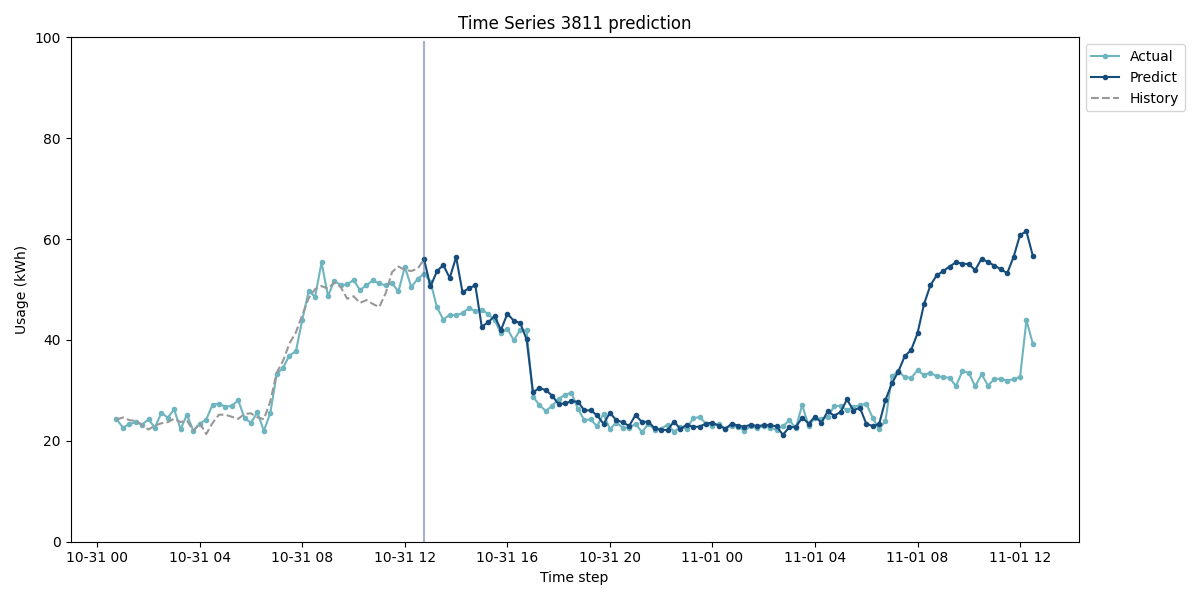 Time Series 3811 prediction
Usage (kWh)
100
80
60
40
20
0
10-31 00
10-31 04
10-31 08
10-31 12
10-31 16
10-31 20
11-01 00
11-01 04
11-01 08
11-01 12
Time step
Actual
Predict
History